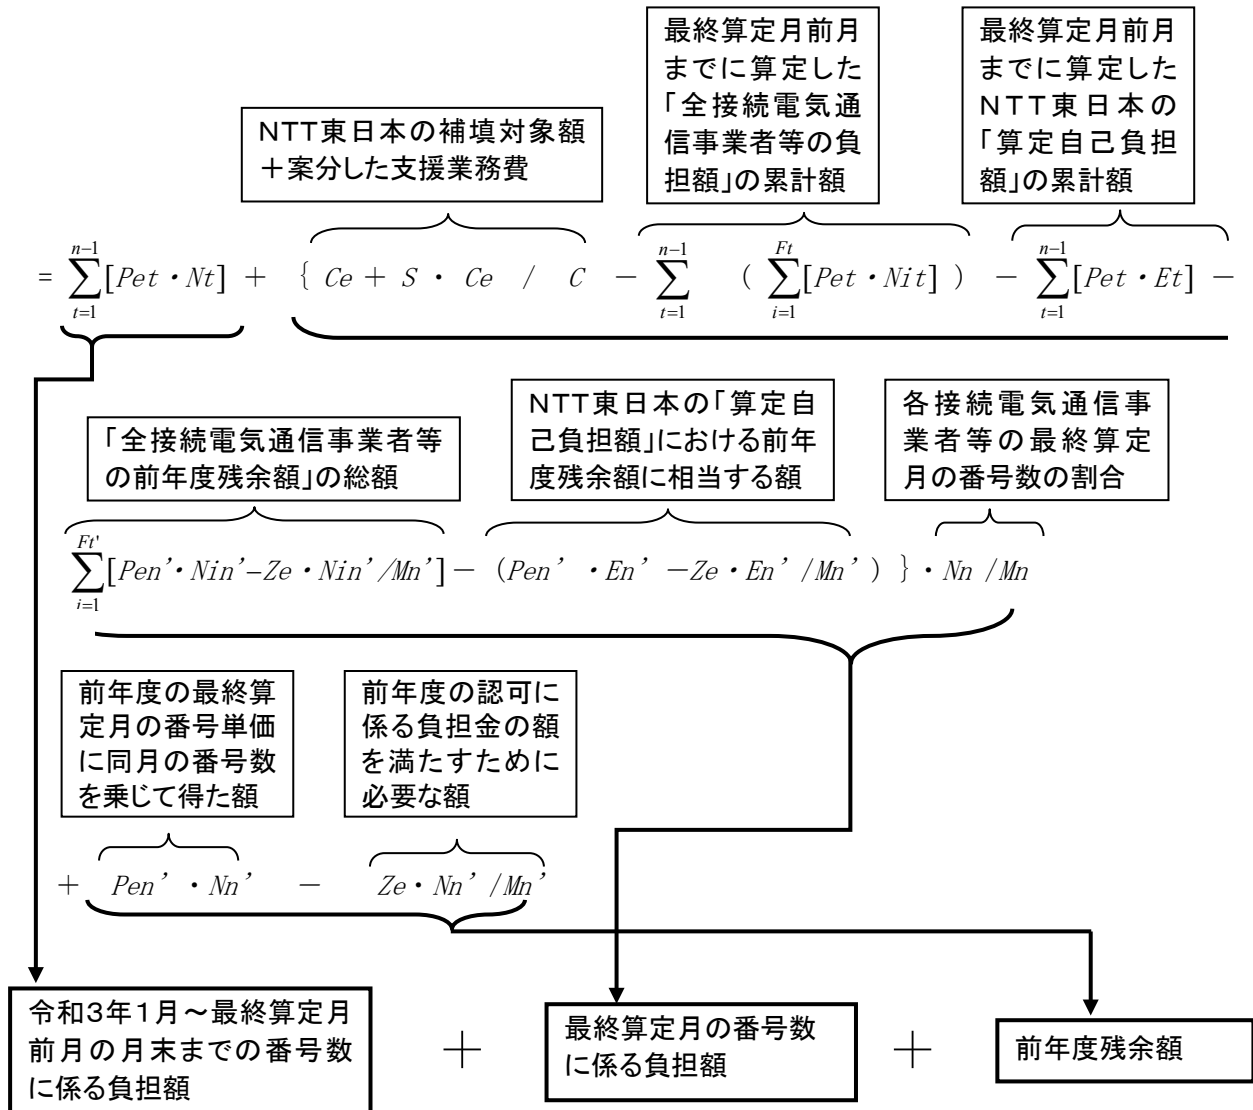 最終算定月前月
までに算定した
「全接続電気通
信事業者等の負
担額」の累計額
最終算定月前月
までに算定した
NTT東日本の
「算定自己負担
額」の累計額
NTT東日本の補填対象額
＋案分した支援業務費
= \sum_{t=1}^{n-1}[Pet・Nt] + { Ce + S ・ Ce / C − \sum_{t=1}^{n-1} ( \sum_{i=1}^{Ft}[Pet・Nit] ) − \sum_{t=1}^{n-1}[Pet・Et] −
「全接続電気通信事業者等
の前年度残余額」の総額
NTT東日本の「算定自
己負担額」における前年
度残余額に相当する額
各接続電気通信事
業者等の最終算定
月の番号数の割合
\sum_{i=1}^{Ft'}[Pen’・Nin’−Ze・Nin’/Mn’]− (Pen’ ・En’ −Ze・En’/Mn’) }・Nn /Mn
前年度の最終算
定月の番号単価
に同月の番号数
を乗じて得た額
前年度の認可に
係る負担金の額
を満たすために
必要な額
+ Pen’ ・Nn’ − Ze・Nn’ /Mn’
令和3年1月～最終算定月
前月の月末までの番号数
に係る負担額
＋
最終算定月の番号数
に係る負担額
＋
前年度残余額